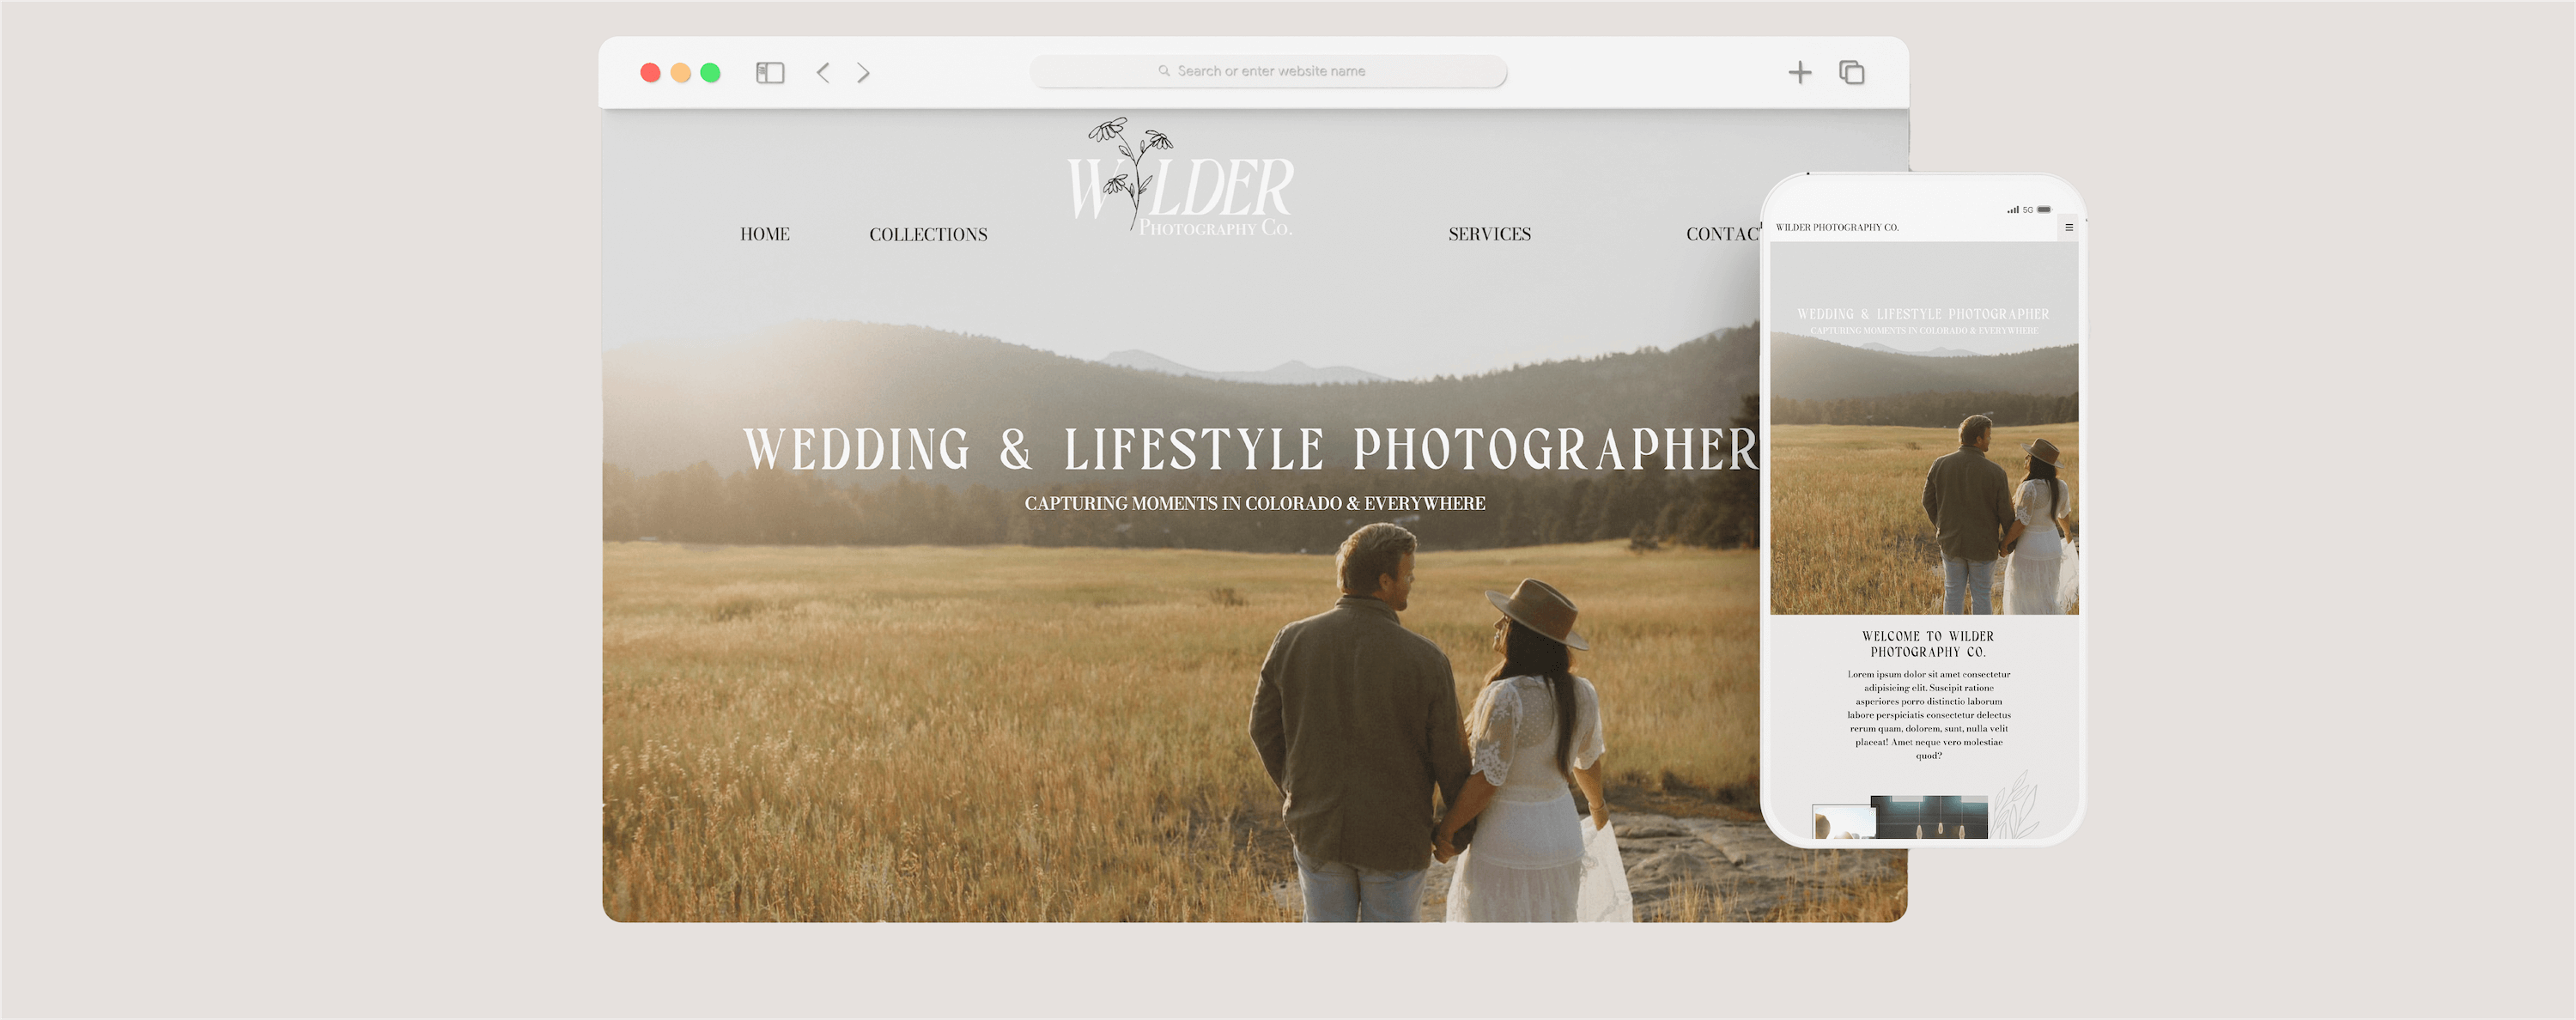 Search or enter website name
WILDER
PHOTOGRAPHY CO.
HOME
COLLECTIONS
SERVICES
CONTAC
WEDDING & LIFESTYLE PHOTOGRAPHER
CAPTURING MOMENTS IN COLORADO & EVERYWHERE
5G
WILDER PHOTOGRAPHY CO.
WEDDING & LIFESTYLE PHOTOGRAPHER
CAPTURING MOMENTS IN COLORADO & EVERYWHERE
WELCOME TO WILDER
PHOTOGRAPHY CO.
Lorem ipsum dolor sit amet consectetur
adipisicing elit. Suscipit ratione
asperiores porro distinctio laborum
labore perspiciatis consectetur delectus
rerum quam, dolorem, sunt, nulla velit
placeat! Amet neque vero molestiae
quod?